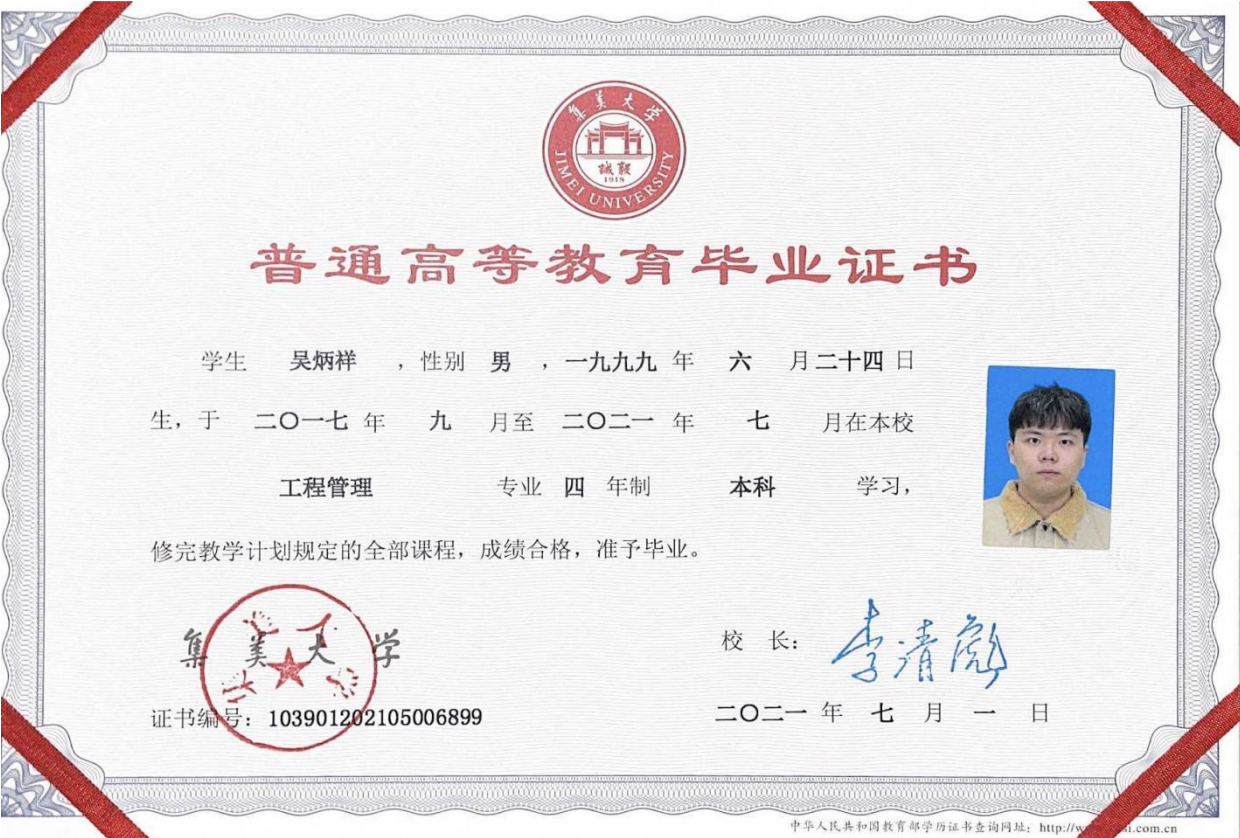 集美大学
誠毅
1918
JIMEI UNIVERSITY
普通高等教育毕业证书
学生 吴炳祥 ，性别 男 ，一九九九 年 六 月二十四日
生，于 二〇一七 年 九 月至 二〇二一 年 七 月在本校
工程管理 专业 四 年制 本科 学习，
修完教学计划规定的全部课程，成绩合格，准予毕业。
集美大学
校 长：李清彪
证书编号：103901202105006899
二〇二一 年 七 月 一 日
中华人民共和国教育部学历证书查询网址：http://w
i.com.cn